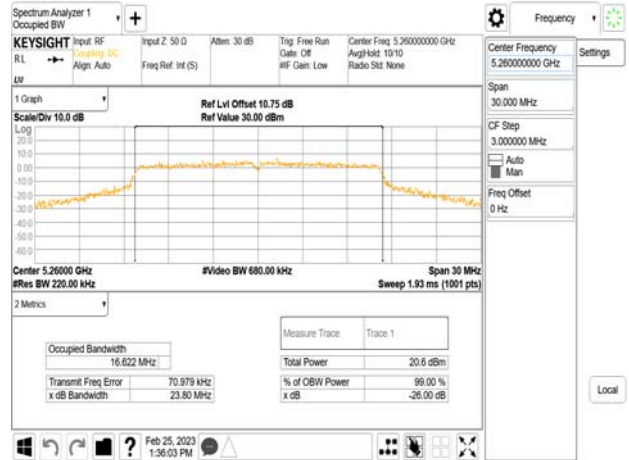 Spectrum Analyzer 1
Occupied BW
+
Frequency
KEYSIGHT Input: RF Input Z: 50 Ω Atten: 30 dB Trig: Free Run Center Freq: 5.260000000 GHz
RL Coupling: DC Gate: Off Avg|Hold: 10/10
Align: Auto Freq Ref: Int (S) #IF Gain: Low Radio Std: None
LW
Center Frequency
5.260000000 GHz
Settings
Span
30.000 MHz
CF Step
3.000000 MHz
Auto
Man
Freq Offset
0 Hz
Local
1 Graph
Ref Lvl Offset 10.75 dB
Scale/Div 10.0 dB Ref Value 30.00 dBm
Log
20.0
10.0
0.00
-10.0
-20.0
-30.0
-40.0
-50.0
-60.0
Center 5.26000 GHz #Video BW 680.00 kHz Span 30 MHz
#Res BW 220.00 kHz Sweep 1.93 ms (1001 pts)
2 Metrics
Measure Trace Trace 1
Occupied Bandwidth
16.622 MHz Total Power 20.6 dBm
Transmit Freq Error 70.979 kHz % of OBW Power 99.00 %
x dB Bandwidth 23.80 MHz x dB -26.00 dB
? Feb 25, 2023
1:36:03 PM